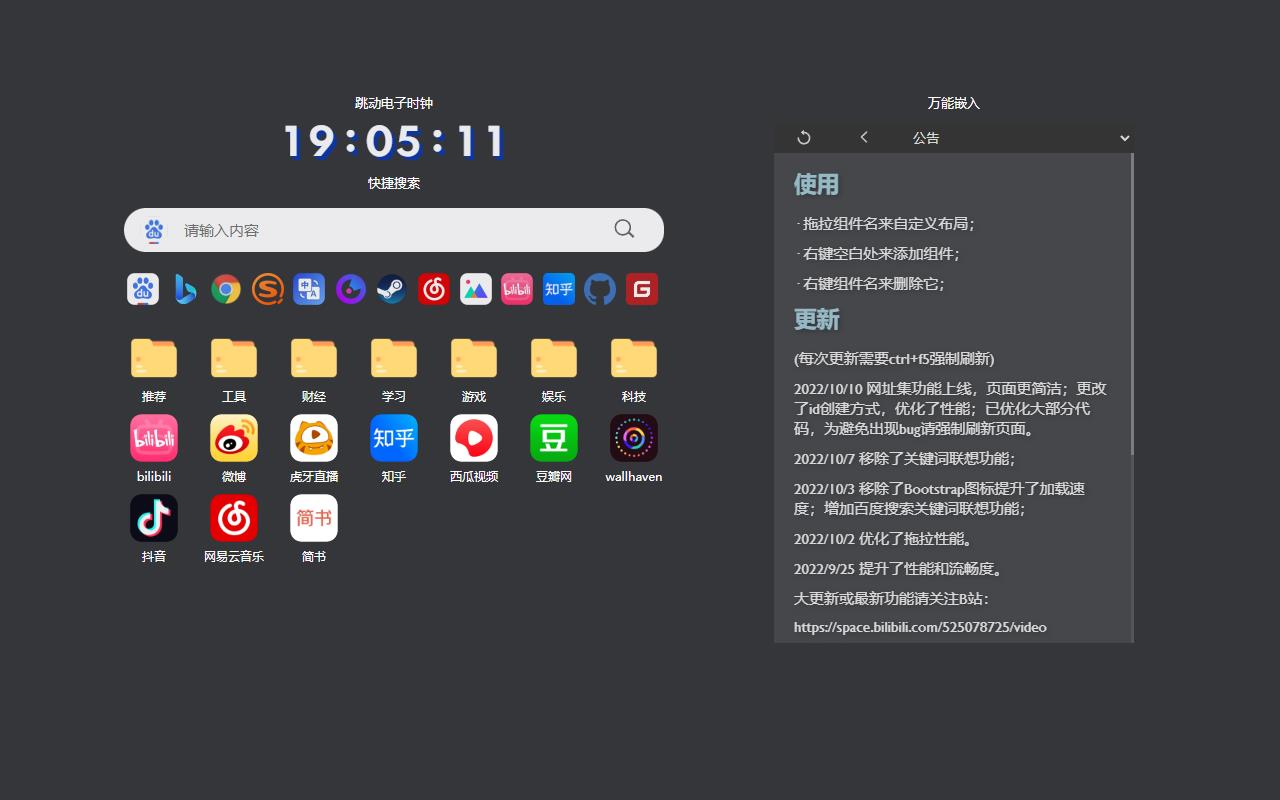 跳动电子时钟
19:05:11
快捷搜索
du 请输入内容
du 中 A bilibili 知乎 G
推荐 工具 财经 学习 游戏 娱乐 科技
bilibili 知乎 豆
bilibili 微博 虎牙直播 知乎 西瓜视频 豆瓣网 wallhaven
简书
抖音 网易云音乐 简书
万能嵌入
公告
使用
· 拖拉组件名来自定义布局；
· 右键空白处来添加组件；
· 右键组件名来删除它；
更新
(每次更新需要ctrl+f5强制刷新)
2022/10/10 网址集功能上线，页面更简洁；更改
了id创建方式，优化了性能；已优化大部分代
码，为避免出现bug请强制刷新页面。
2022/10/7 移除了关键词联想功能；
2022/10/3 移除了Bootstrap图标提升了加载速
度；增加百度搜索关键词联想功能；
2022/10/2 优化了拖拉性能。
2022/9/25 提升了性能和流畅度。
大更新或最新功能请关注B站：
https://space.bilibili.com/525078725/video